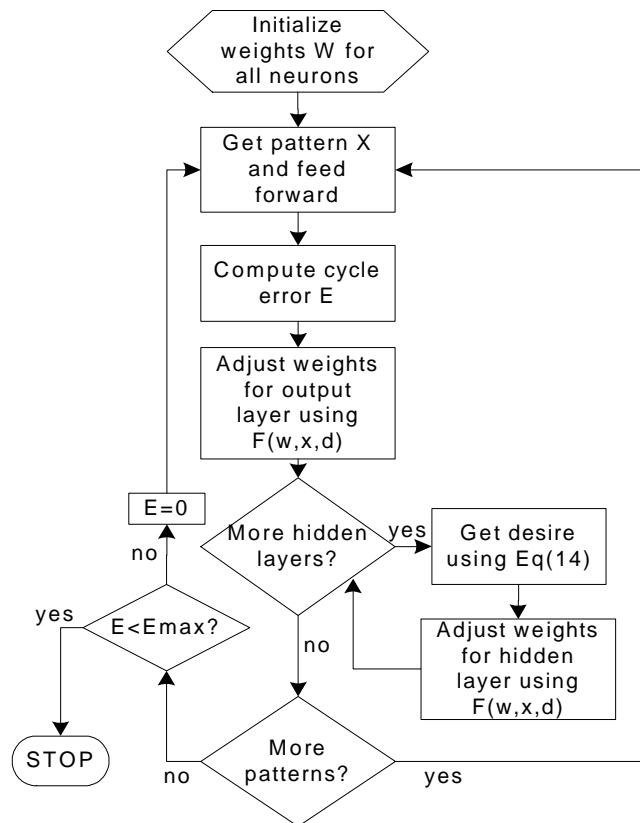 Initialize
weights W for
all neurons
Get pattern X
and feed
forward
Compute cycle
error E
Adjust weights
for output
layer using
F(w,x,d)
E=0
no
More hidden
layers?
yes
Get desire
using Eq(14)
Adjust weights
for hidden
layer using
F(w,x,d)
no
yes
E<Emax?
STOP
no
More
patterns?
yes